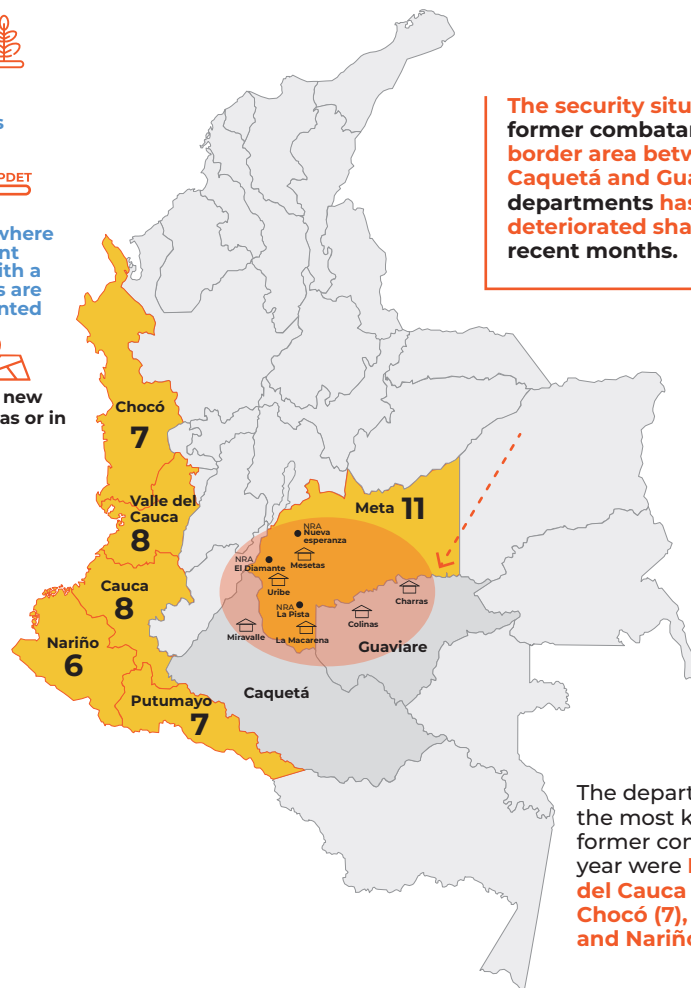 s
PDET
where
nt
ith a
s are
nted
new
as or in
The security situ
former combatan
border area betw
Caquetá and Gua
departments has
deteriorated sha
recent months.
Chocó
7
Valle del
Cauca
8
Cauca
8
Nariño
6
Putumayo
7
Meta 11
NRA
Nueva
esperanza
Mesetas
NRA
El Diamante
Uribe
NRA
La Pista
La Macarena
Miravalle
Colinas
Charras
Guaviare
Caquetá
The depart
the most k
former con
year were
del Cauca
Chocó (7),
and Nariño